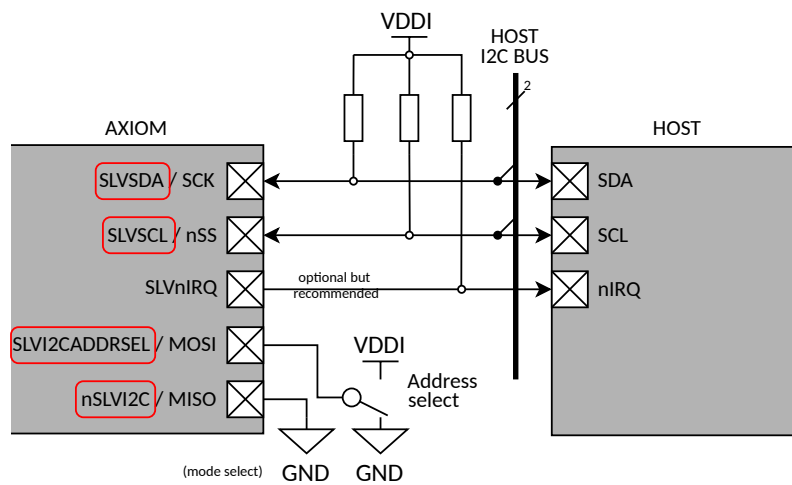 VDDI
HOST
I2C BUS
2
AXIOM
HOST
SLVSDA / SCK
SDA
SLVSCL / nSS
SCL
SLVnIRQ
optional but
recommended
nIRQ
SLVI2CADDRSEL / MOSI
VDDI
Address
select
nSLVI2C / MISO
(mode select)
GND
GND